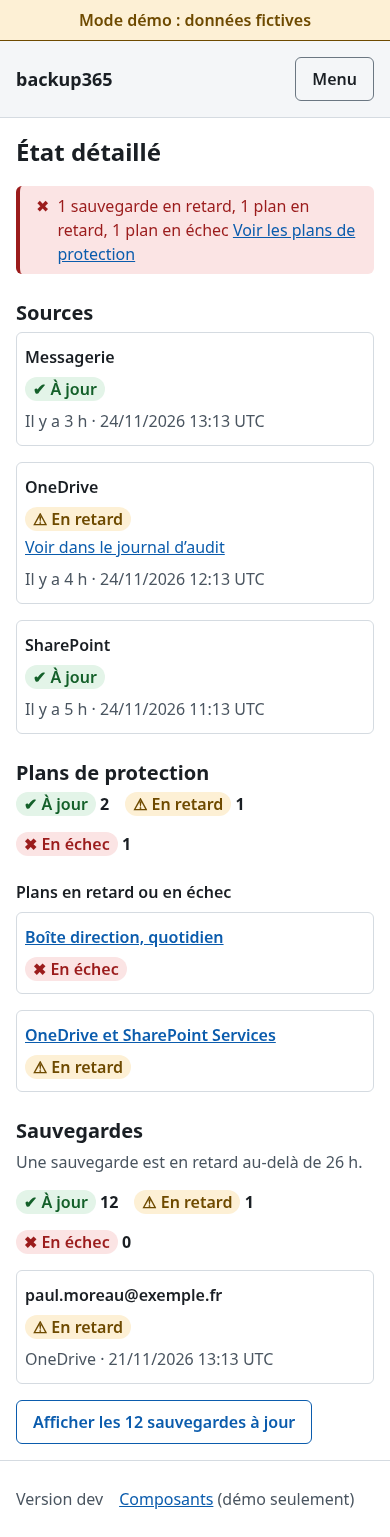 Mode démo : données fictives
backup365
Menu
État détaillé
✖ 1 sauvegarde en retard, 1 plan en
retard, 1 plan en échec Voir les plans de
protection
Sources
Messagerie
✔ À jour
Il y a 3 h · 24/11/2026 13:13 UTC
OneDrive
⚠ En retard
Voir dans le journal d’audit
Il y a 4 h · 24/11/2026 12:13 UTC
SharePoint
✔ À jour
Il y a 5 h · 24/11/2026 11:13 UTC
Plans de protection
✔ À jour 2 ⚠ En retard 1
✖ En échec 1
Plans en retard ou en échec
Boîte direction, quotidien
✖ En échec
OneDrive et SharePoint Services
⚠ En retard
Sauvegardes
Une sauvegarde est en retard au-delà de 26 h.
✔ À jour 12 ⚠ En retard 1
✖ En échec 0
paul.moreau@exemple.fr
⚠ En retard
OneDrive · 21/11/2026 13:13 UTC
Afficher les 12 sauvegardes à jour
Version dev Composants (démo seulement)